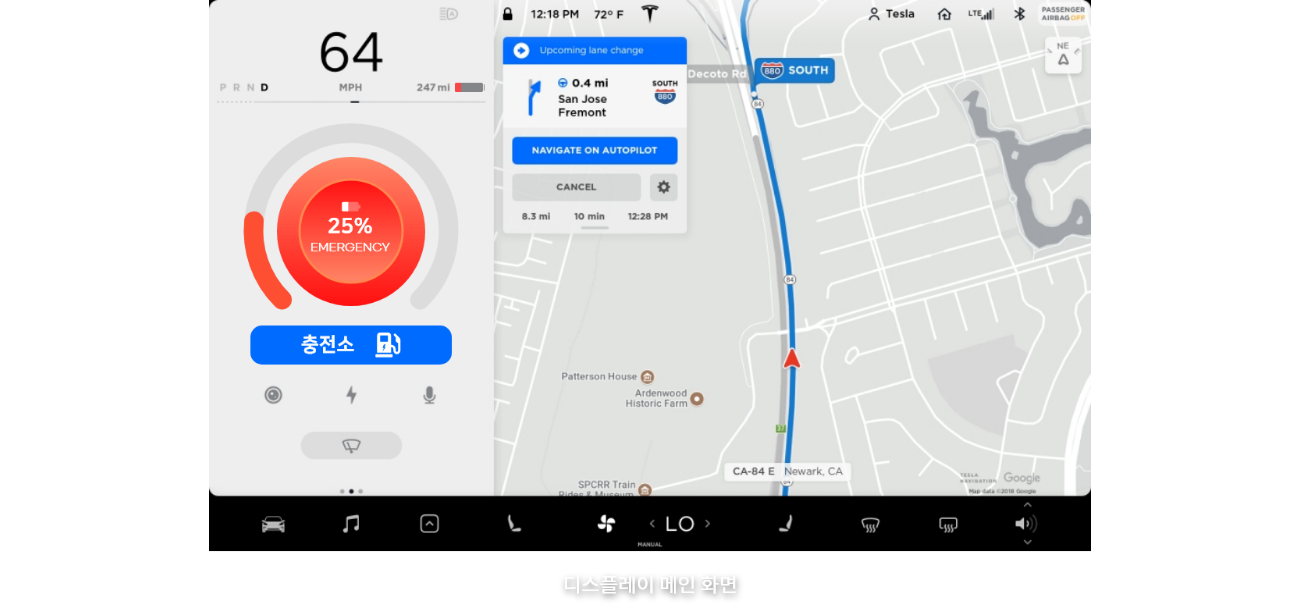 64
P R N D
MPH
247 mi
25%
EMERGENCY
충전소
12:18 PM
72° F
Tesla
LTE
PASSENGER
AIRBAG OFF
Upcoming lane change
0.4 mi
San Jose
Fremont
SOUTH
880
NAVIGATE ON AUTOPILOT
CANCEL
8.3 mi 10 min 12:28 PM
Decoto Rd
880 SOUTH
NE
84
84
Patterson House
Ardenwood
Historic Farm
37
CA-84 E Newark, CA
84
SPCRR Train
Rides & Museum
TESLA
NAVIGATION
Google
Map data ©2018 Google
LO
MANUAL
디스플레이 메인 화면